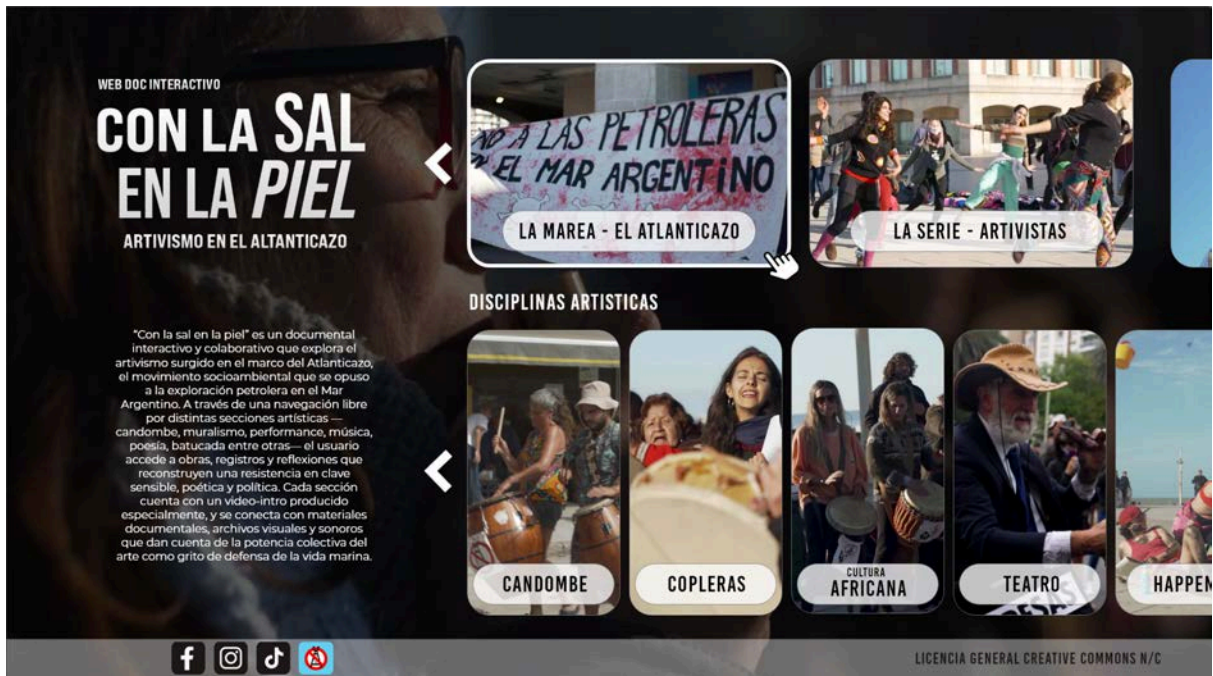 WEB DOC INTERACTIVO
CON LA SAL
EN LA PIEL
ARTIVISMO EN EL ALTANTICAZO
“Con la sal en la piel” es un documental
interactivo y colaborativo que explora el
artivismo surgido en el marco del Atlanticazo,
el movimiento socioambiental que se opuso
a la exploración petrolera en el Mar
Argentino. A través de una navegación libre
por distintas secciones artísticas —
candombe, muralismo, performance, música,
poesía, batucada entre otras— el usuario
accede a obras, registros y reflexiones que
reconstruyen una resistencia en clave
sensible, poética y política. Cada sección
cuenta con un video-intro producido
especialmente, y se conecta con materiales
documentales, archivos visuales y sonoros
que dan cuenta de la potencia colectiva del
arte como grito de defensa de la vida marina.
NO A LAS PETROLERAS
EN EL MAR ARGENTINO
LA MAREA - EL ATLANTICAZO
LA SERIE - ARTIVISTAS
DISCIPLINAS ARTISTICAS
CANDOMBE
COPLERAS
CULTURA
AFRICANA
TEATRO
HAPPEN
LICENCIA GENERAL CREATIVE COMMONS N/C